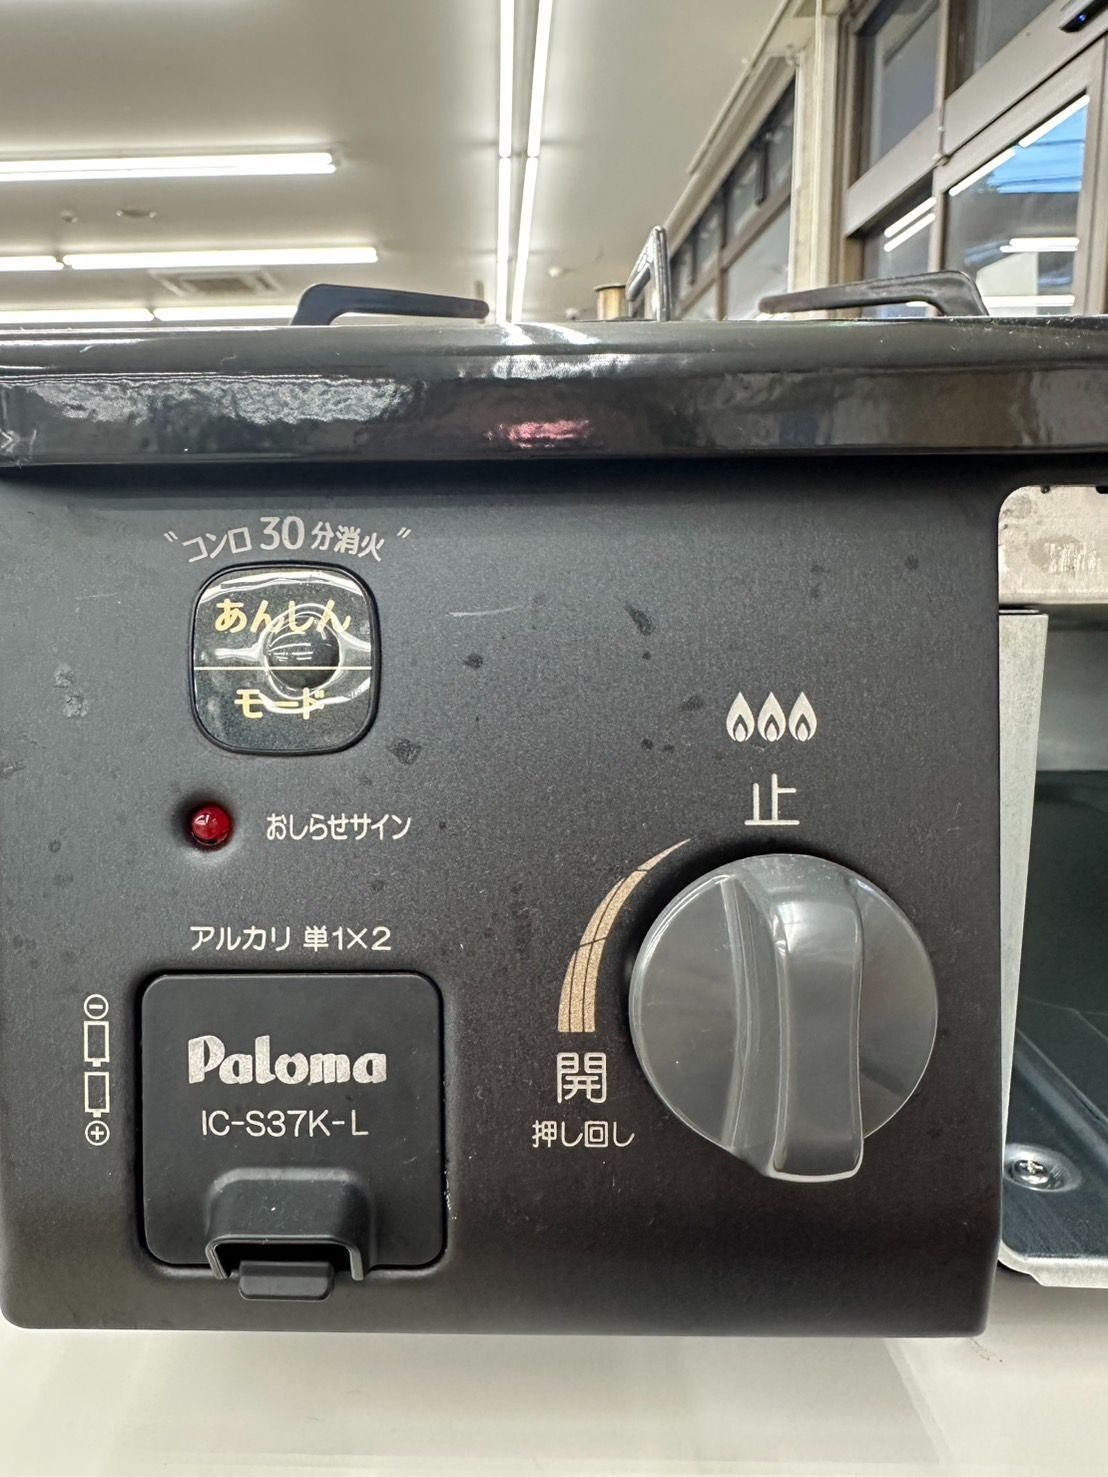 "コンロ30分消火"
あんしん
モード
おしらせサイン
止
アルカリ 単1×2
Paloma
IC-S37K-L
開
押し回し